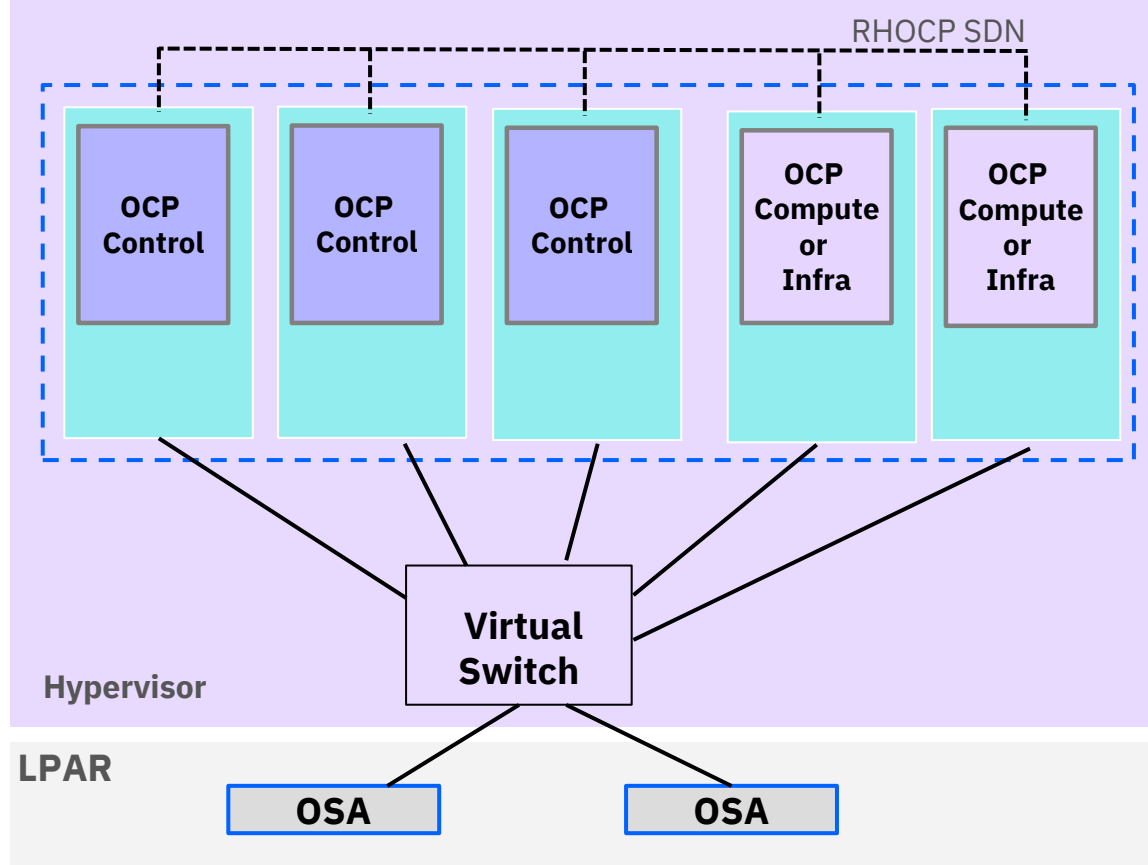 RHOCP SDN
OCP
Control
OCP
Control
OCP
Control
OCP
Compute
or
Infra
OCP
Compute
or
Infra
Virtual
Switch
Hypervisor
LPAR
OSA
OSA